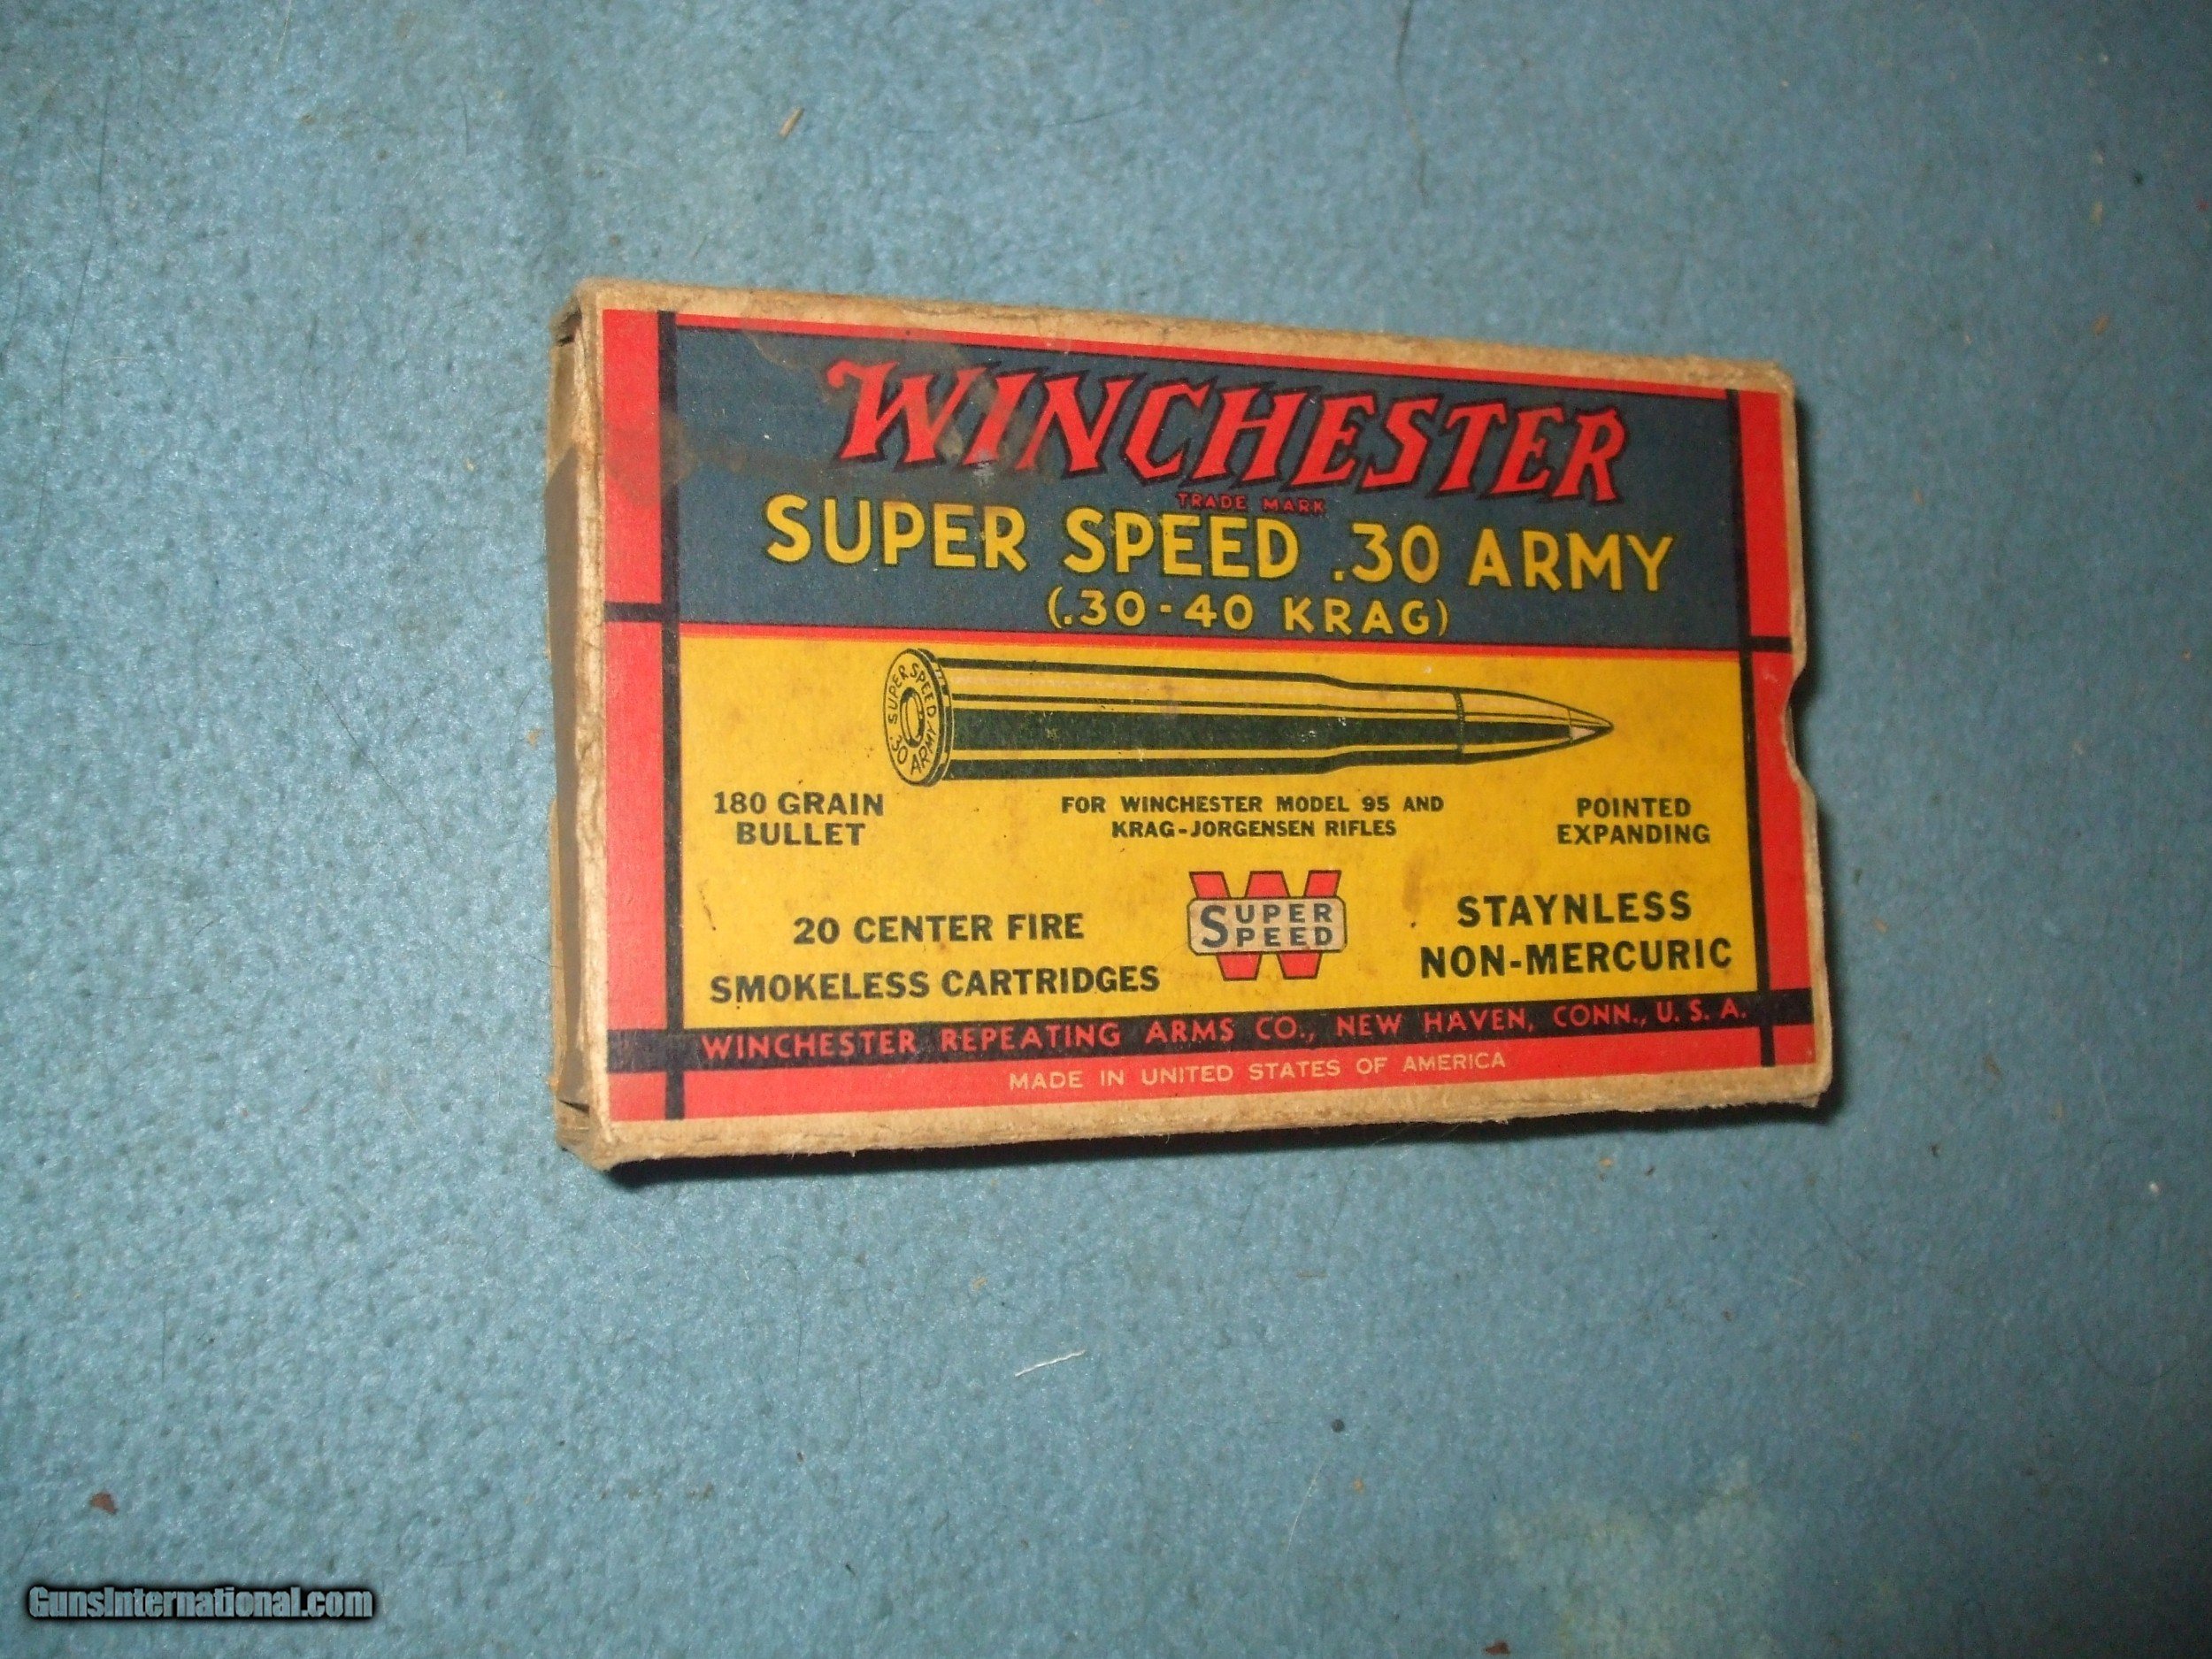 WINCHESTER
TRADE MARK
SUPER SPEED .30 ARMY
(.30-40 KRAG)
SUPER SPEED
30 ARMY
180 GRAIN
BULLET
FOR WINCHESTER MODEL 95 AND
KRAG-JORGENSEN RIFLES
POINTED
EXPANDING
20 CENTER FIRE
SMOKELESS CARTRIDGES
W
SUPER
SPEED
STAYNLESS
NON-MERCURIC
WINCHESTER REPEATING ARMS CO., NEW HAVEN, CONN., U.S.A.
MADE IN UNITED STATES OF AMERICA
GunsInternational.com